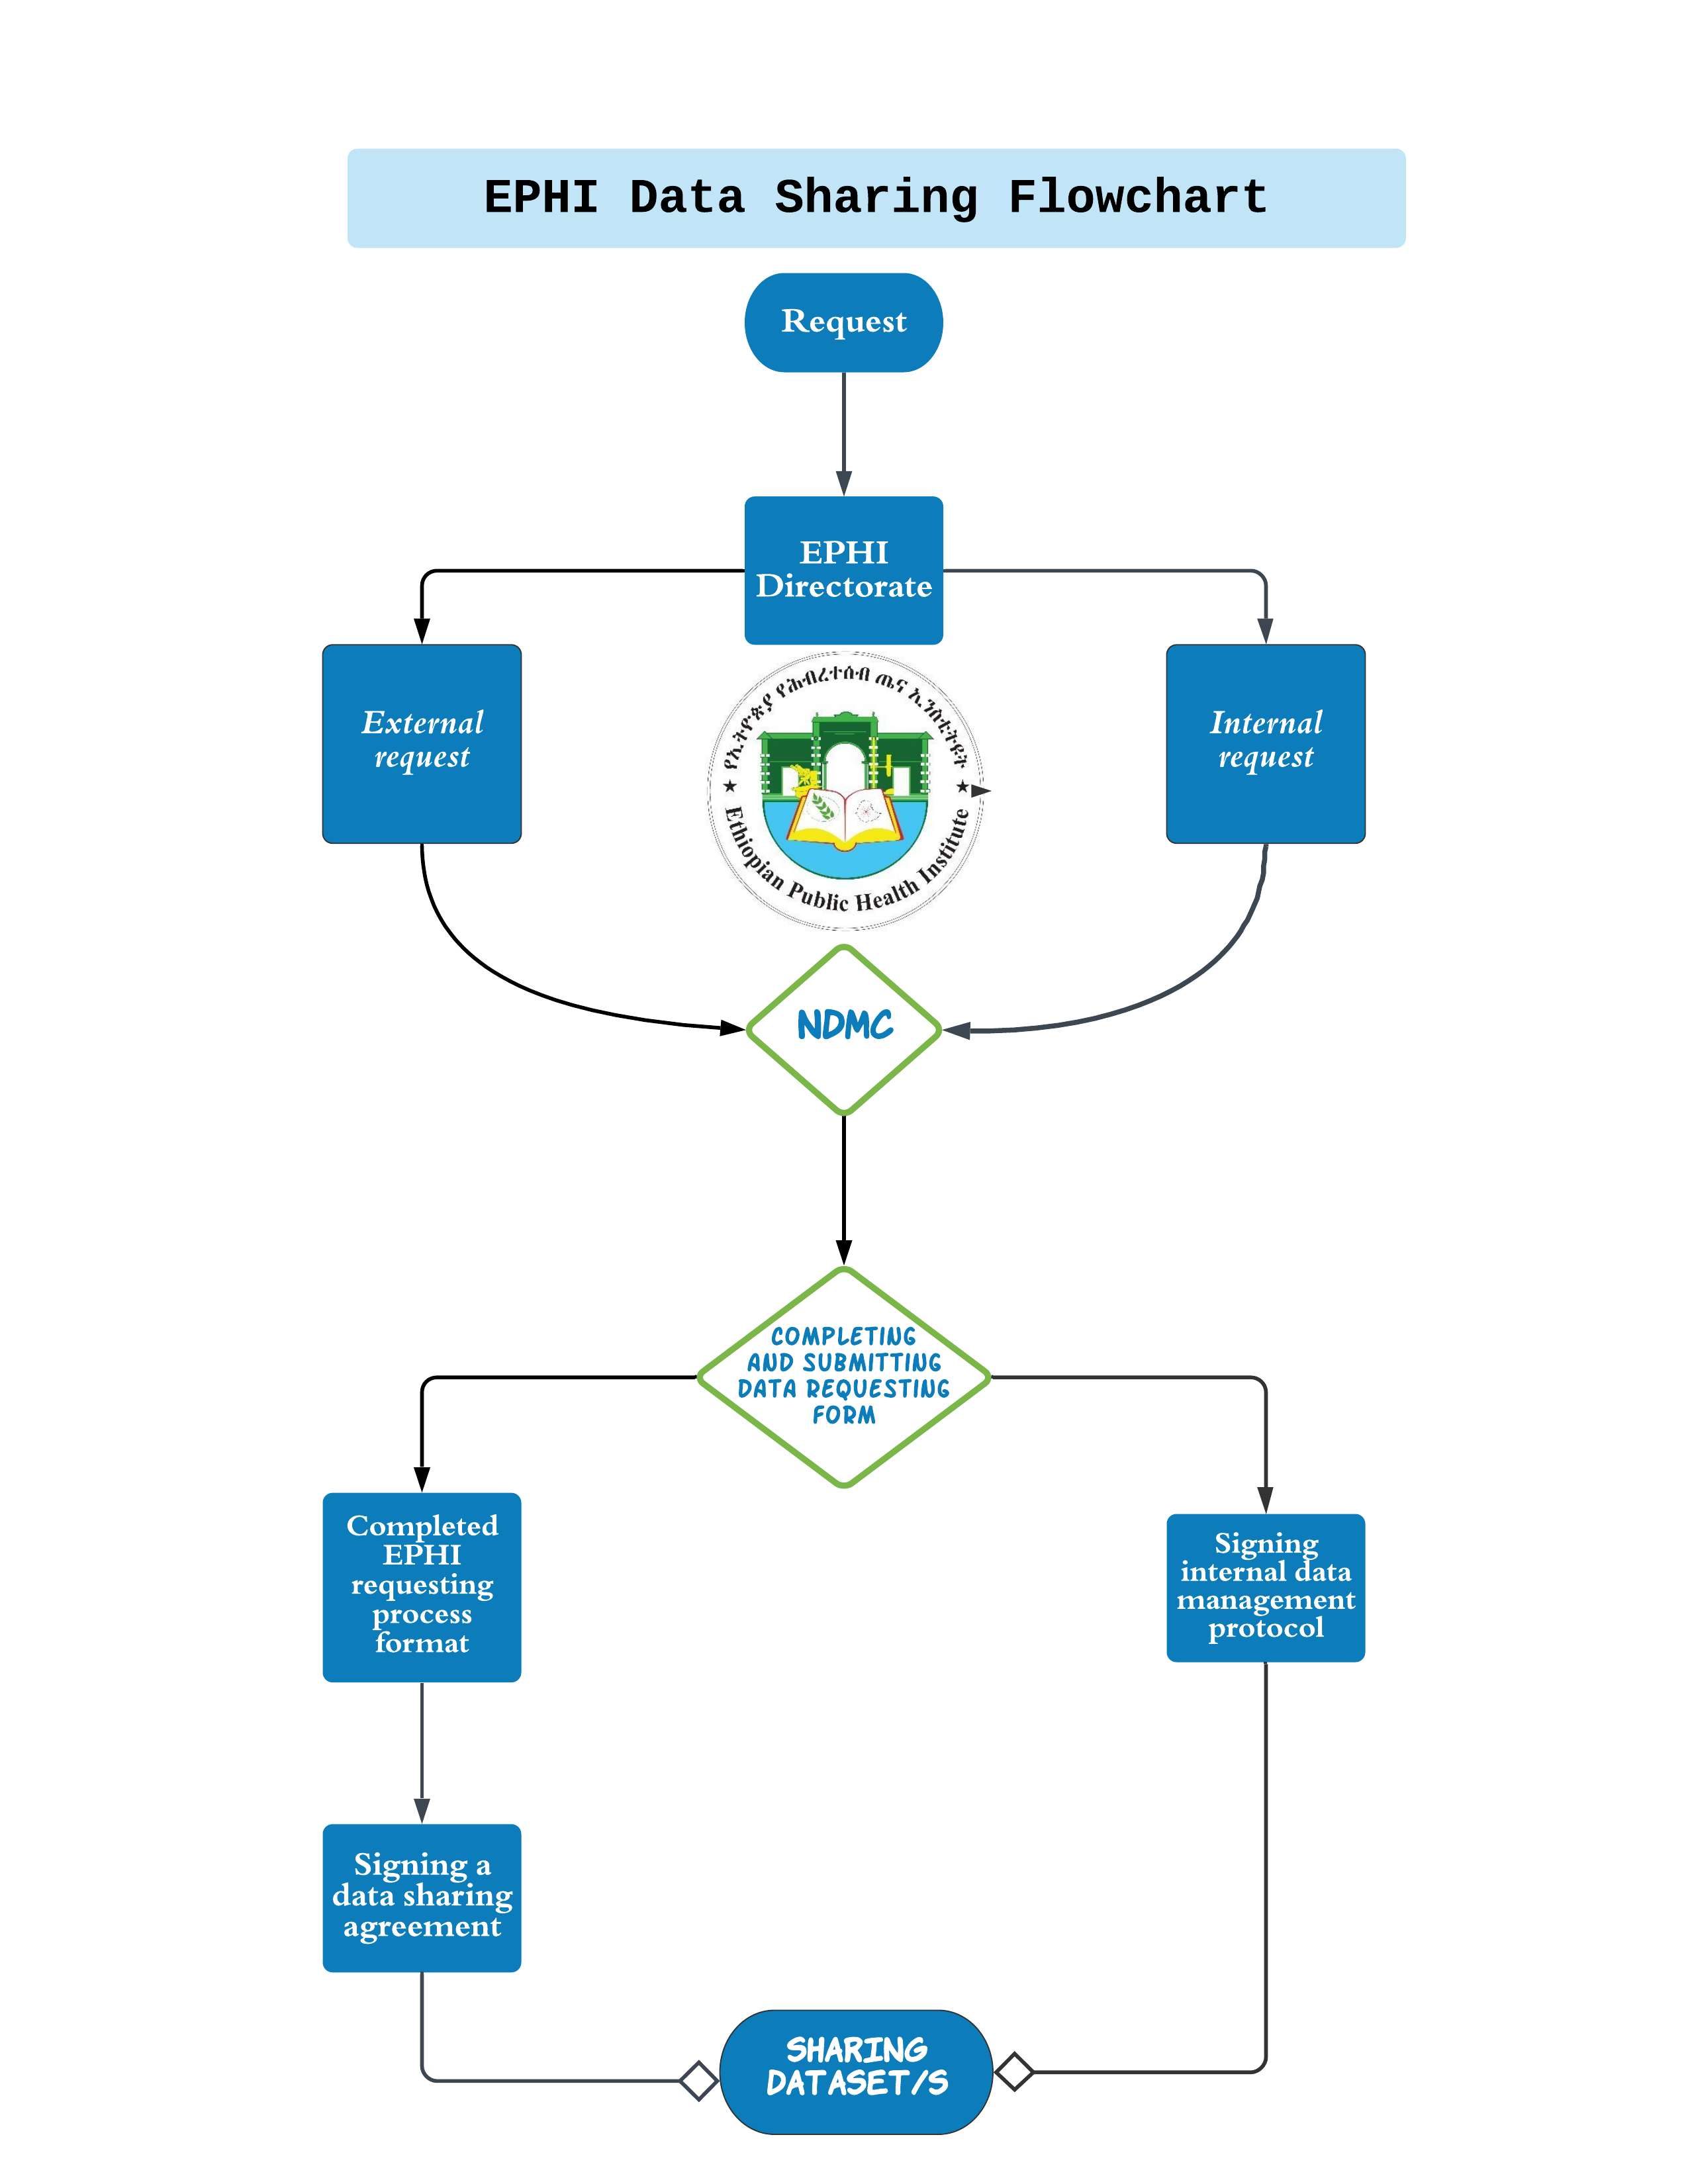 EPHI Data Sharing Flowchart
Request
EPHI
Directorate
External
request
Internal
request
የኢትዮጵያ የሕብረተሰብ ጤና ኢንስቲትዩት
Ethiopian Public Health Institute
NDMC
COMPLETING
AND SUBMITTING
DATA REQUESTING
FORM
Completed
EPHI
requesting
process
format
Signing
internal data
management
protocol
Signing a
data sharing
agreement
SHARING
DATASET/S